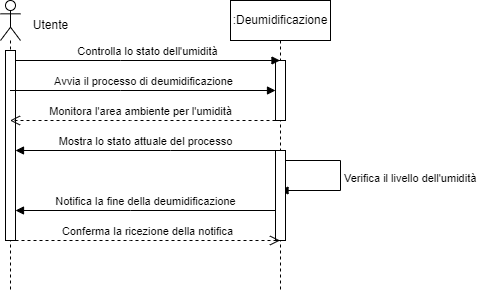 Utente
:Deumidificazione
Controlla lo stato dell'umidità
Avvia il processo di deumidificazione
Monitora l'area ambiente per l'umidità
Mostra lo stato attuale del processo
Verifica il livello dell'umidità
Notifica la fine della deumidificazione
Conferma la ricezione della notifica